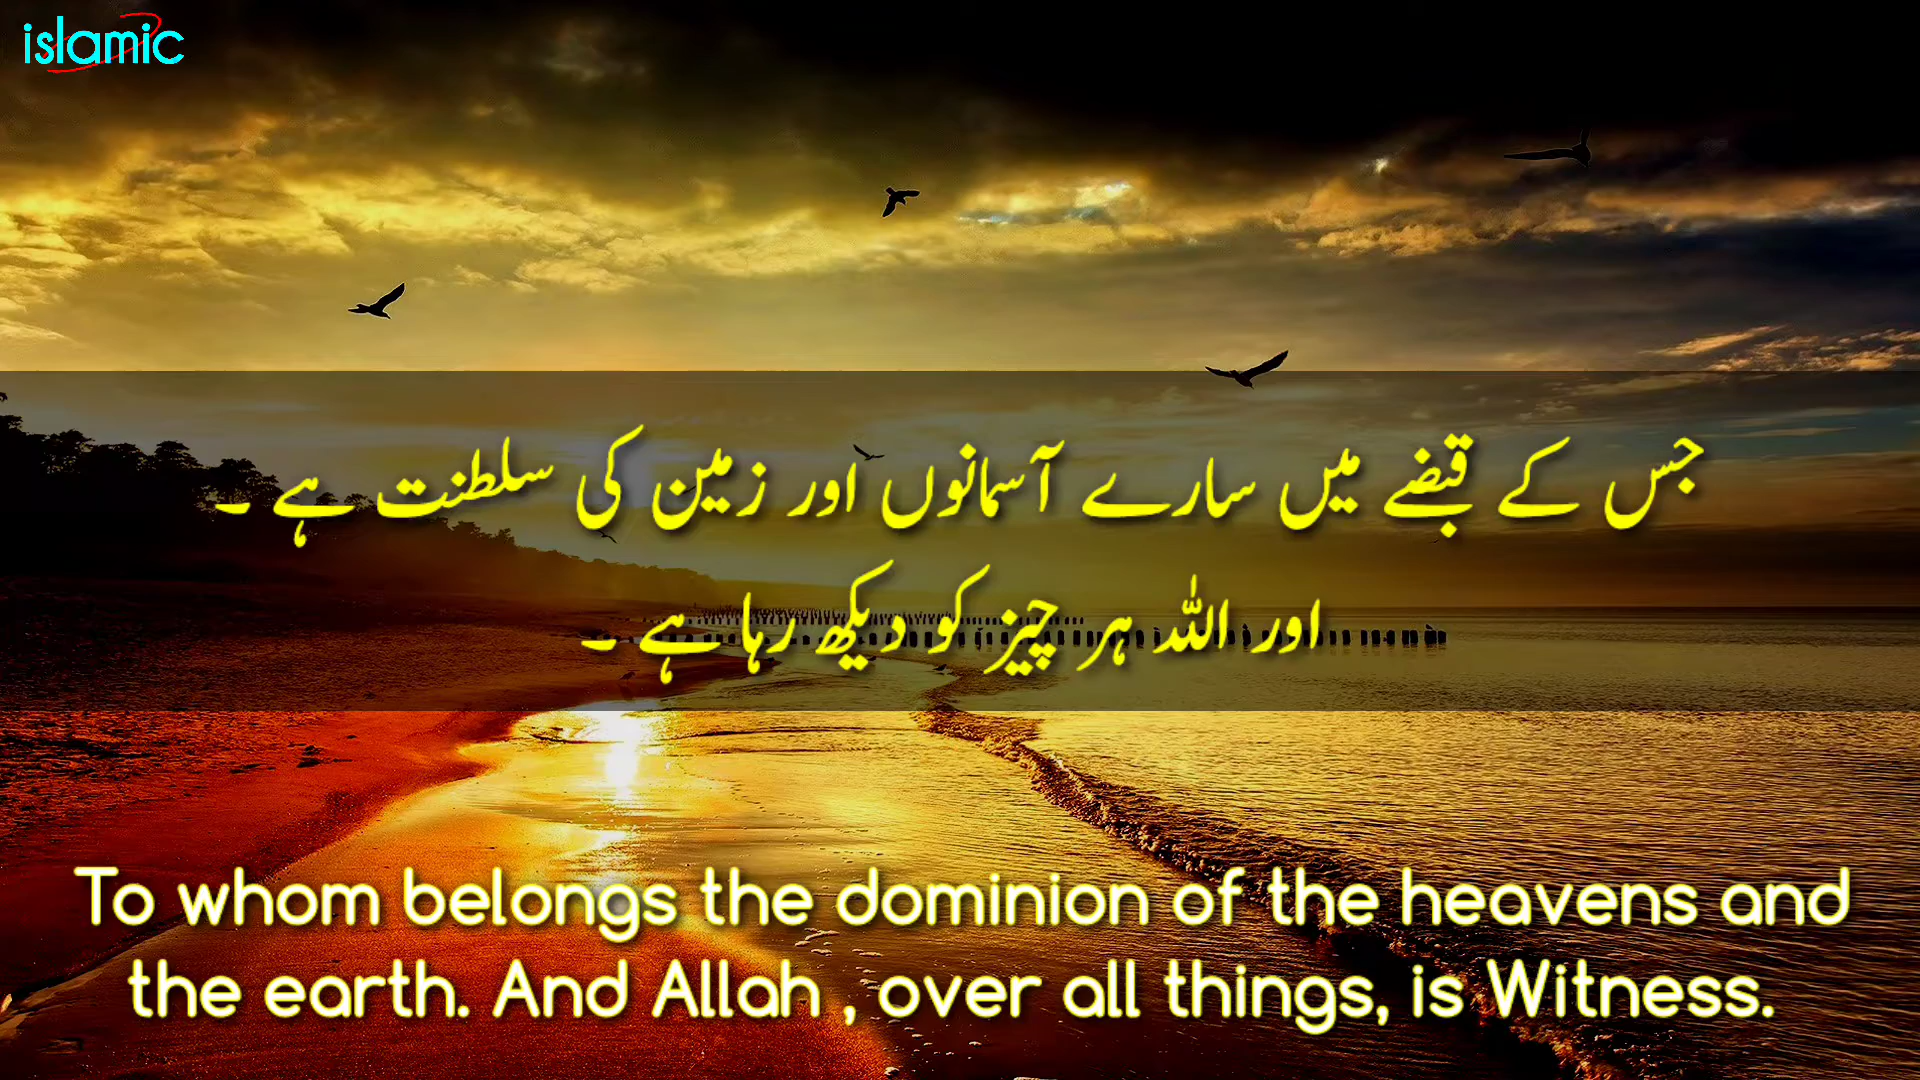 islamic
جس کے قبضے میں سارے آسمانوں اور زمین کی سلطنت ہے ۔
اور اللہ ہر چیز کو دیکھ رہا ہے ۔
To whom belongs the dominion of the heavens and
the earth. And Allah , over all things, is Witness.